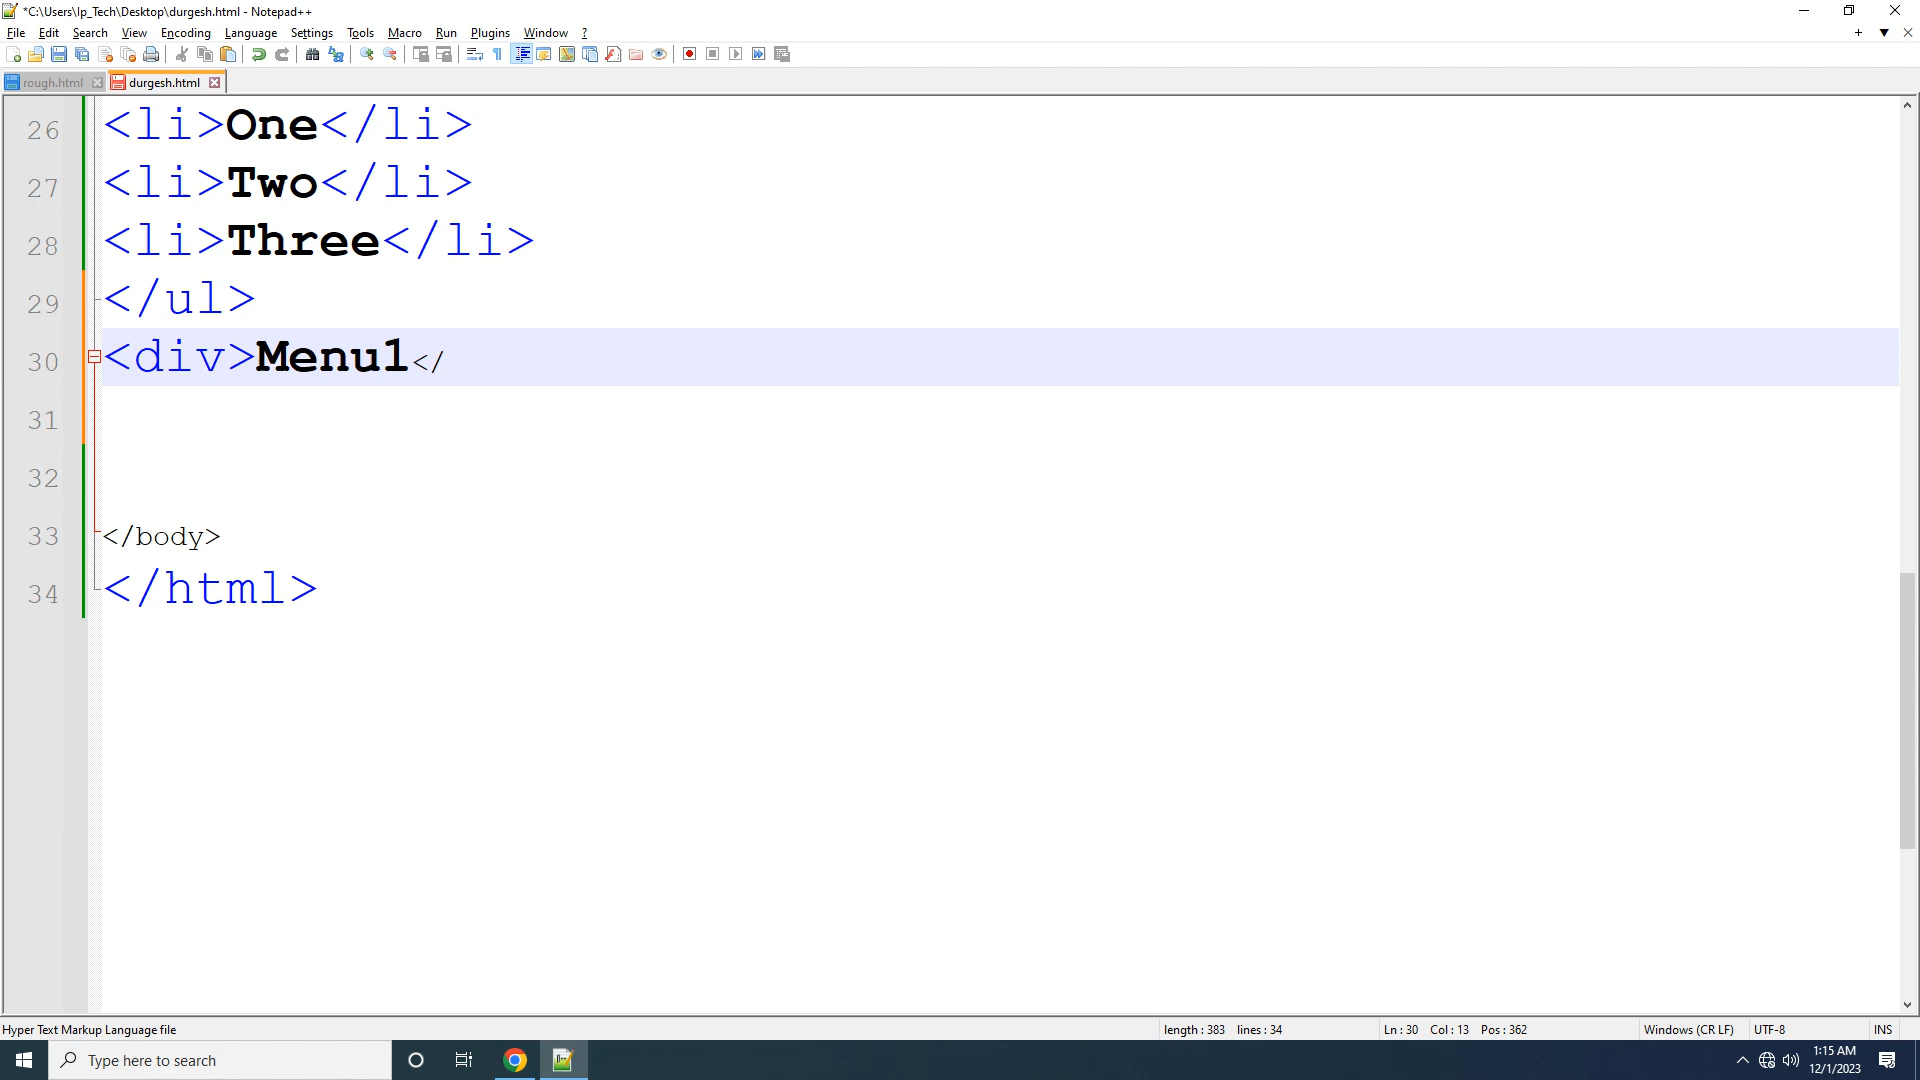 *C:\Users\lp_Tech\Desktop\durgesh.html - Notepad++
File Edit Search View Encoding Language Settings Tools Macro Run Plugins Window ?
rough.html durgesh.html
26 <li>One</li>
27 <li>Two</li>
28 <li>Three</li>
29 </ul>
30 <div>Menu1</
31
32
33 </body>
34 </html>
Hyper Text Markup Language file length : 383 lines : 34 Ln : 30 Col : 13 Pos : 362 Windows (CR LF) UTF-8 INS
Type here to search
1:15 AM
12/1/2023